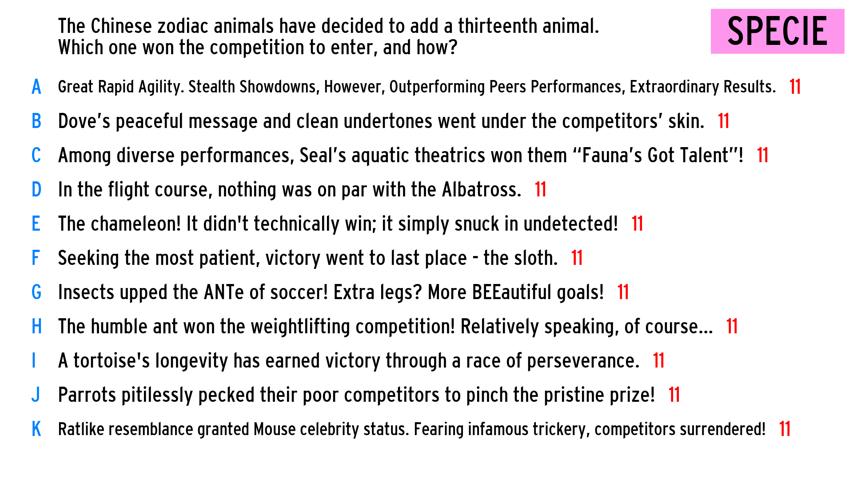 The Chinese zodiac animals have decided to add a thirteenth animal.
Which one won the competition to enter, and how?
SPECIE
A Great Rapid Agility. Stealth Showdowns, However, Outperforming Peers Performances, Extraordinary Results. 11
B Dove's peaceful message and clean undertones went under the competitors' skin. 11
C Among diverse performances, Seal's aquatic theatrics won them “Fauna's Got Talent”! 11
D In the flight course, nothing was on par with the Albatross. 11
E The chameleon! It didn't technically win; it simply snuck in undetected! 11
F Seeking the most patient, victory went to last place - the sloth. 11
G Insects upped the ANTe of soccer! Extra legs? More BEEautiful goals! 11
H The humble ant won the weightlifting competition! Relatively speaking, of course... 11
I A tortoise's longevity has earned victory through a race of perseverance. 11
J Parrots pitilessly pecked their poor competitors to pinch the pristine prize! 11
K Ratlike resemblance granted Mouse celebrity status. Fearing infamous trickery, competitors surrendered! 11